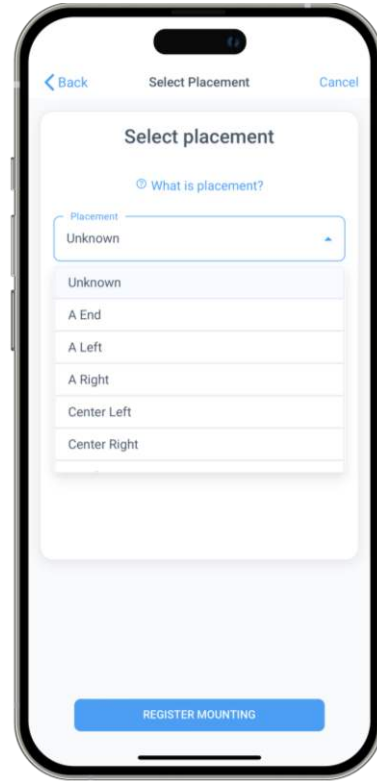 Back Select Placement Cancel
Select placement
What is placement?
Placement
Unknown
Unknown
A End
A Left
A Right
Center Left
Center Right
REGISTER MOUNTING